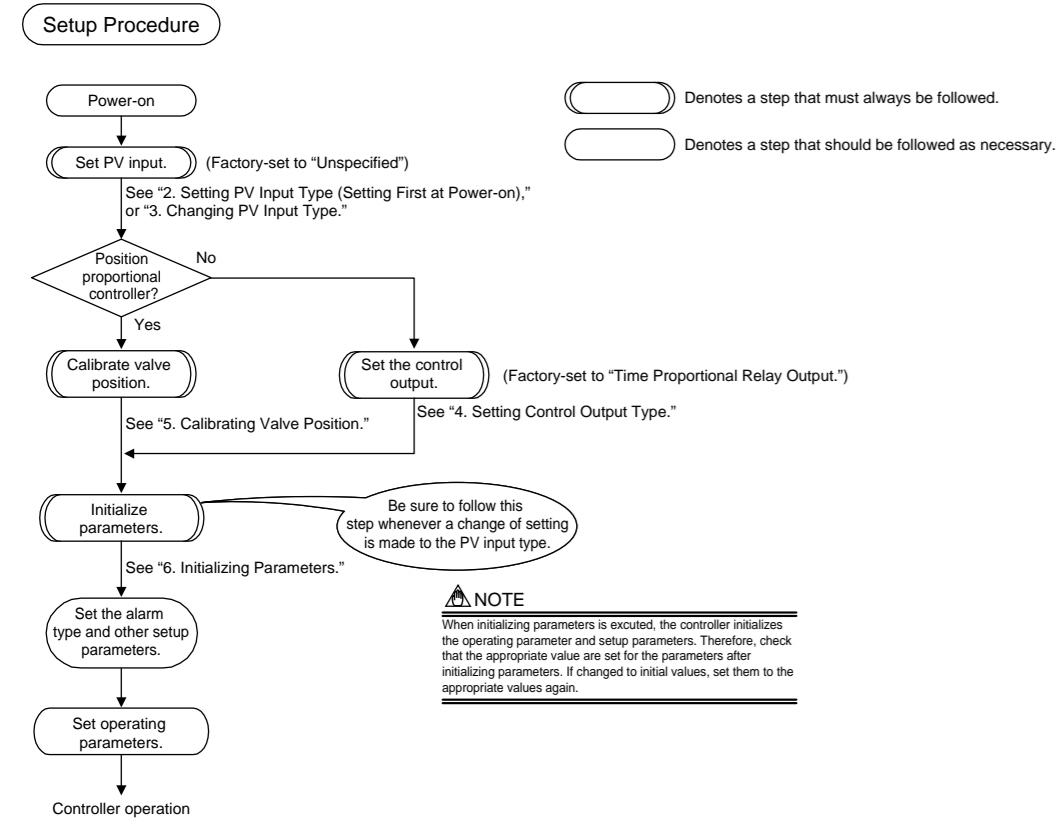 Setup Procedure
Power-on
Denotes a step that must always be followed.
Denotes a step that should be followed as necessary.
Set PV input.
(Factory-set to “Unspecified”)
See “2. Setting PV Input Type (Setting First at Power-on),”
or “3. Changing PV Input Type.”
Position
proportional
controller?
No
Yes
Calibrate valve
position.
Set the control
output.
(Factory-set to “Time Proportional Relay Output.”)
See “5. Calibrating Valve Position.”
See “4. Setting Control Output Type.”
Initialize
parameters.
Be sure to follow this
step whenever a change of setting
is made to the PV input type.
See “6. Initializing Parameters.”
Set the alarm
type and other setup
parameters.
NOTE
When initializing parameters is excuted, the controller initializes
the operating parameter and setup parameters. Therefore, check
that the appropriate value are set for the parameters after
initializing parameters. If changed to initial values, set them to the
appropriate values again.
Set operating
parameters.
Controller operation